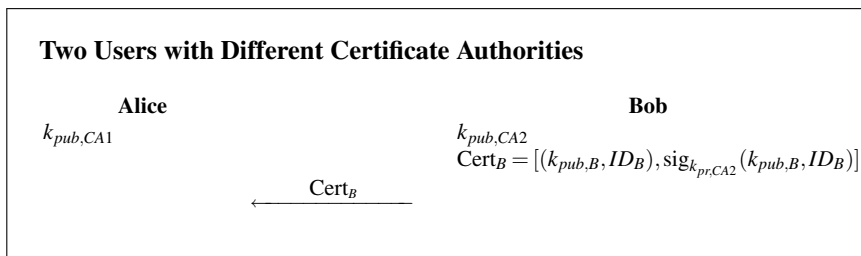 Two Users with Different Certificate Authorities
Alice Bob
k_{pub,CA1} k_{pub,CA2}
Cert_B = [(k_{pub,B}, ID_B), sig_{k_{pr,CA2}}(k_{pub,B}, ID_B)]
Cert_B
←